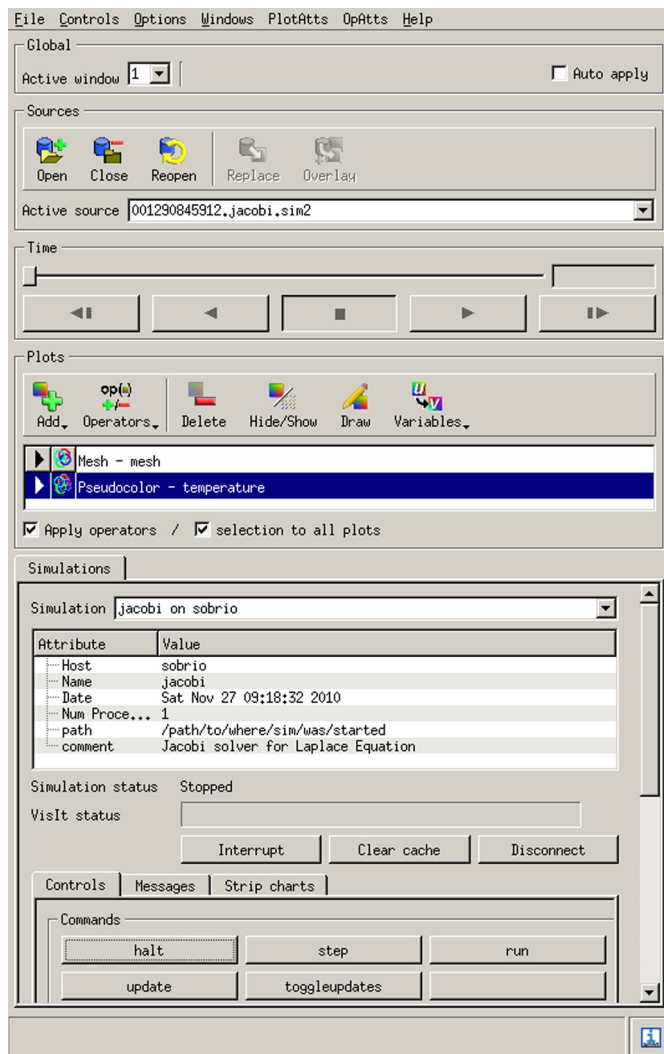 File Controls Options Windows PlotAtts OpAtts Help
Global
Active window 1
Auto apply
Sources
Open Close Reopen Replace Overlay
Active source 001290845912.jacobi.sim2
Time
Plots
op(=)
+/-
Add Operators Delete Hide/Show Draw Variables
Mesh - mesh
Pseudocolor - temperature
Apply operators / selection to all plots
Simulations
Simulation jacobi on sobrio
Attribute Value
Host sobrio
Name jacobi
Date Sat Nov 27 09:18:32 2010
Num Proce... 1
path /path/to/where/sim/was/started
comment Jacobi solver for Laplace Equation
Simulation status Stopped
VisIt status
Interrupt Clear cache Disconnect
Controls Messages Strip charts
Commands
halt step run
update toggleupdates